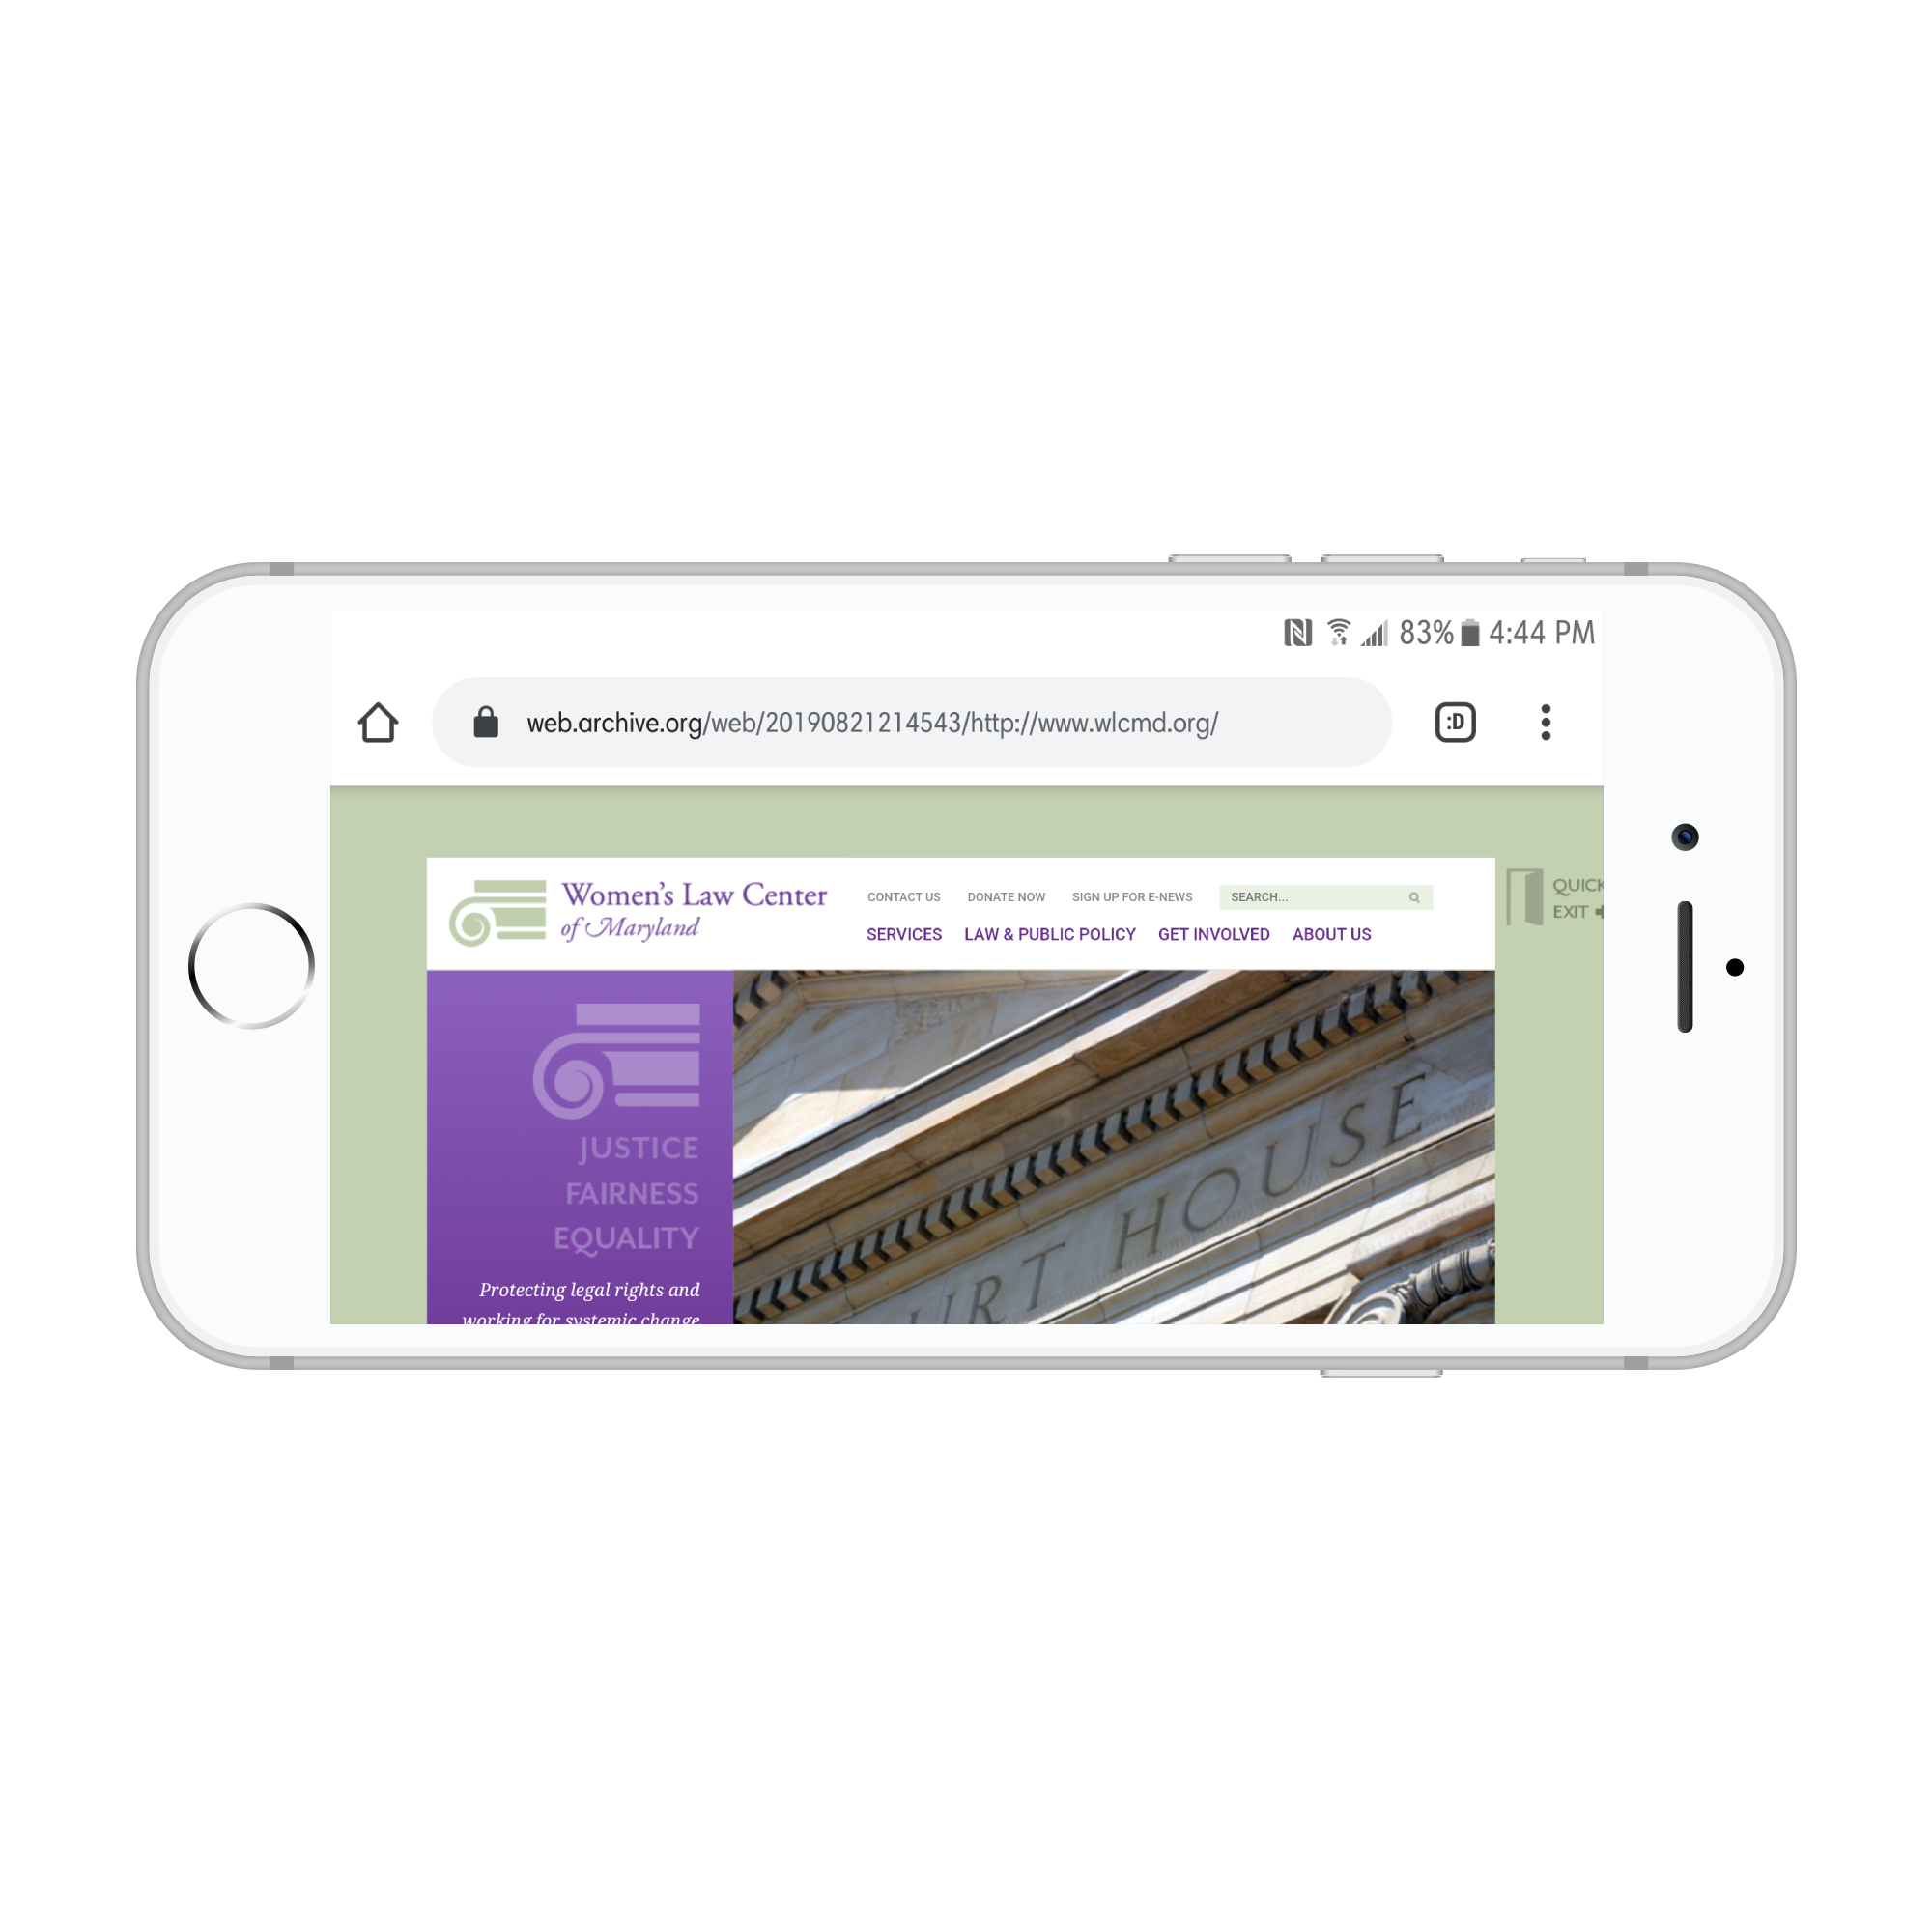 83% 4:44 PM
web.archive.org/web/20190821214543/http://www.wlcmd.org/
:D
Women's Law Center
of Maryland
CONTACT US DONATE NOW SIGN UP FOR E-NEWS SEARCH...
SERVICES LAW & PUBLIC POLICY GET INVOLVED ABOUT US
QUICK
EXIT
JUSTICE
FAIRNESS
EQUALITY
Protecting legal rights and
working for systemic change
URT HOUSE